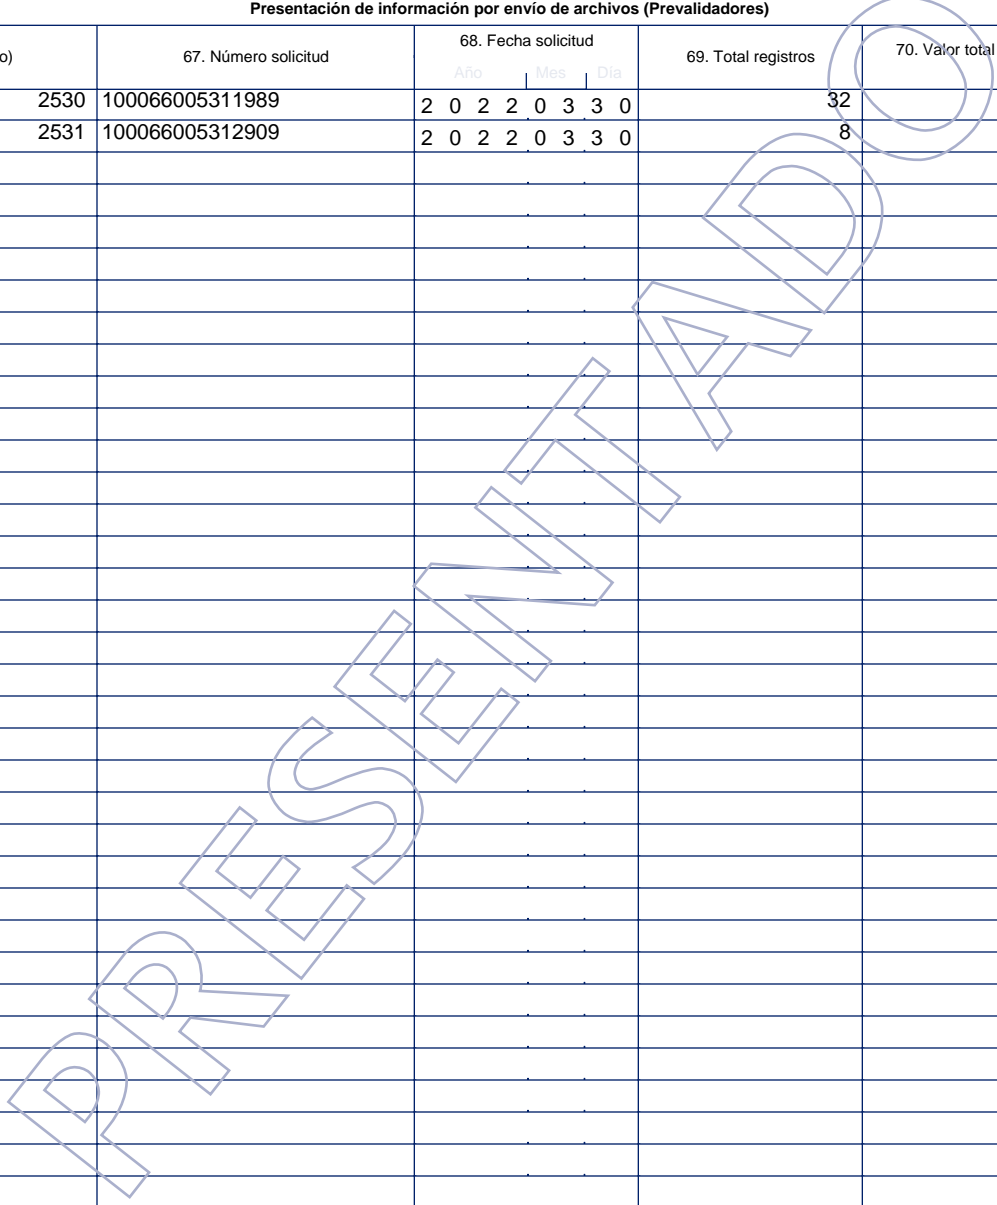 Presentación de información por envío de archivos (Prevalidadores)
o) 67. Número solicitud 68. Fecha solicitud 69. Total registros 70. Valor total
Año Mes Día
2530 100066005311989 2 0 2 2 0 3 3 0 32
2531 100066005312909 2 0 2 2 0 3 3 0 8
PRESENTADO